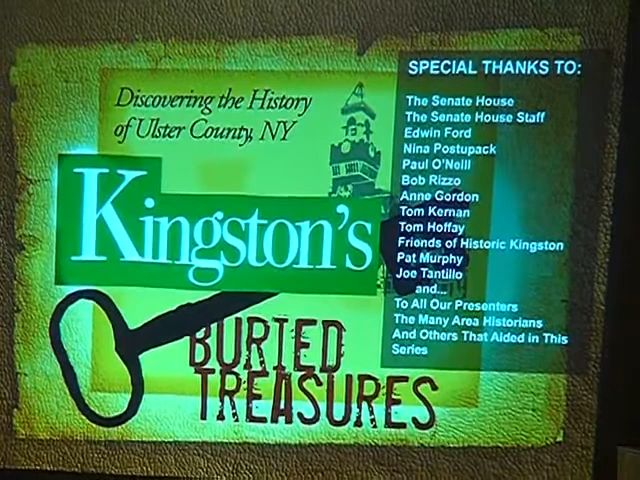 Discovering the History
of Ulster County, NY
Kingston's
BURIED
TREASURES
SPECIAL THANKS TO:
The Senate House
The Senate House Staff
Edwin Ford
Nina Postupack
Paul O'Neill
Bob Rizzo
Anne Gordon
Tom Kernan
Tom Hoffay
Friends of Historic Kingston
Pat Murphy
Joe Tantillo
and...
To All Our Presenters
The Many Area Historians
And Others That Aided in This
Series